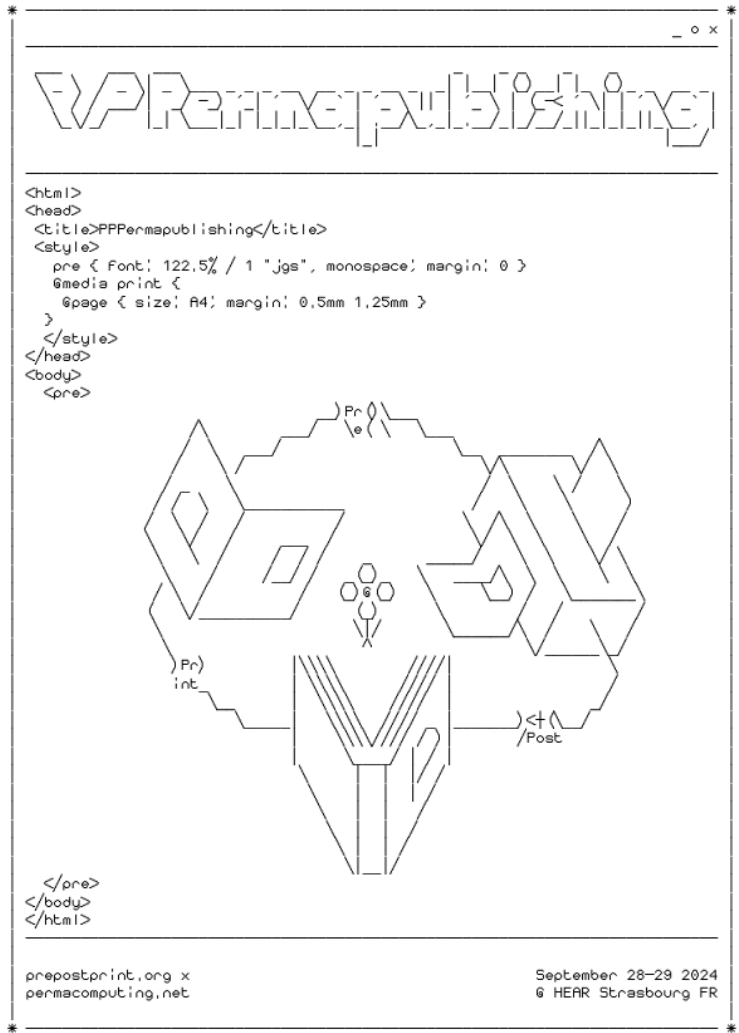 _ o x
PPPermapublishing
<html>
<head>
<title>PPPermapublishing</title>
<style>
pre { font: 122.5% / 1 "jgs", monospace; margin: 0 }
@media print {
@page { size: A4; margin: 0.5mm 1.25mm }
}
</style>
</head>
<body>
<pre>
)Pr()\
\e( \
P
P
P
@
)Pr)
int_
)<+(\
/Post
P
</pre>
</body>
</html>
prepostprint.org x
permacomputing.net
September 28–29 2024
@ HEAR Strasbourg FR